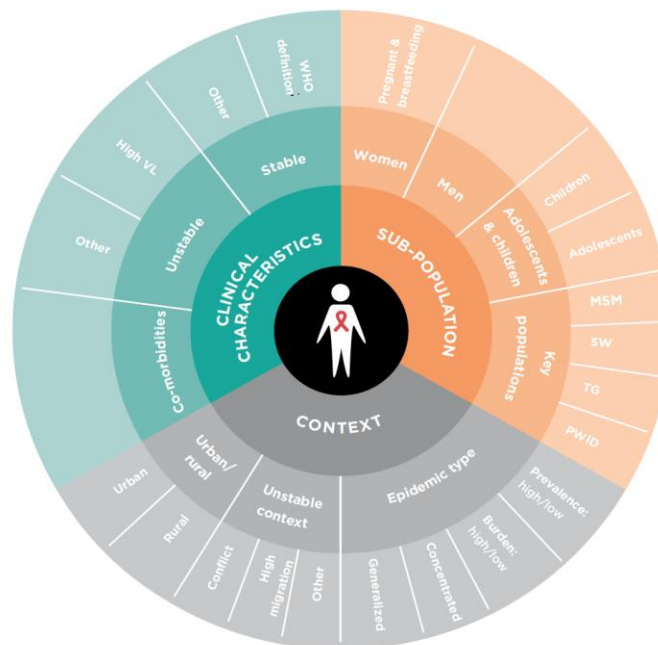 CLINICAL
CHARACTERISTICS
Stable
WHO
definition
Other
Unstable
High VL
Other
Co-morbidities
SUB-POPULATION
Women
Pregnant &
breastfeeding
Men
Adolescents
& children
Children
Adolescents
Key
populations
MSM
SW
TG
PWID
CONTEXT
Epidemic type
Prevalence:
high/low
Burden:
high/low
Concentrated
Generalized
Unstable
context
Other
High
migration
Conflict
Urban/
rural
Rural
Urban